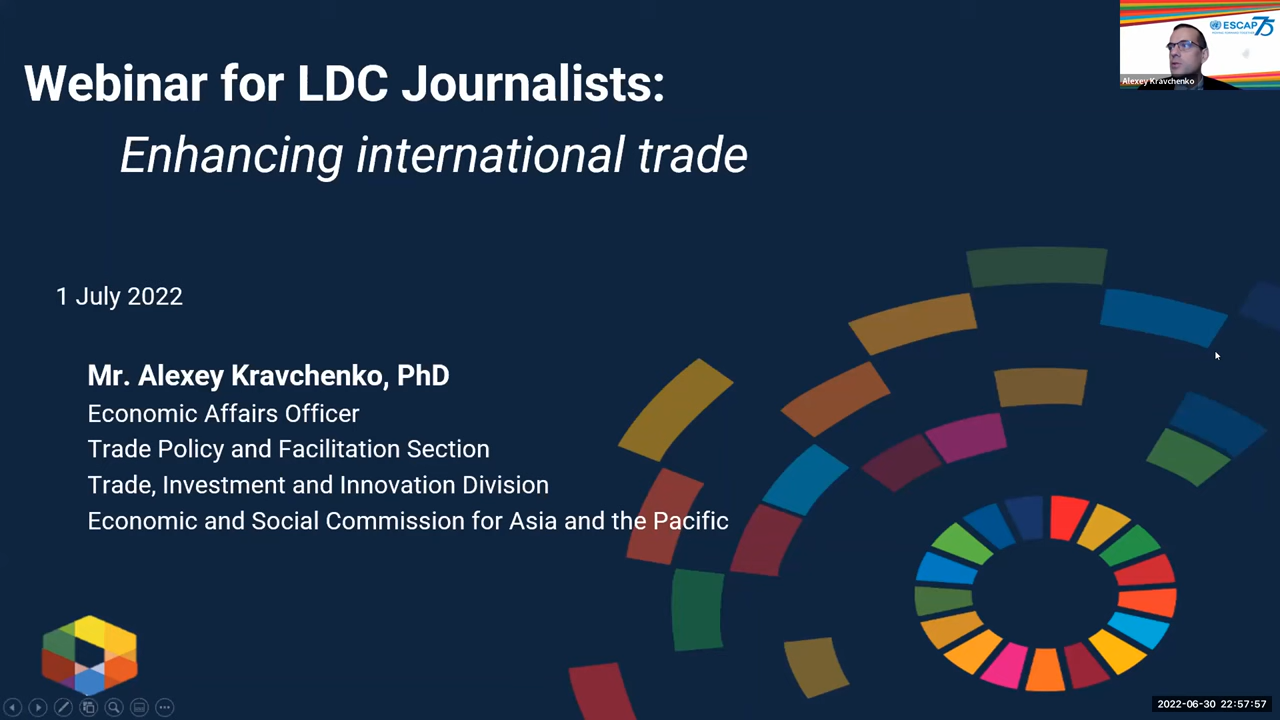 Webinar for LDC Journalists:
Enhancing international trade
1 July 2022
Mr. Alexey Kravchenko, PhD
Economic Affairs Officer
Trade Policy and Facilitation Section
Trade, Investment and Innovation Division
Economic and Social Commission for Asia and the Pacific
ESCAP 75
Alexey Kravchenko
2022-06-30 22:57:57